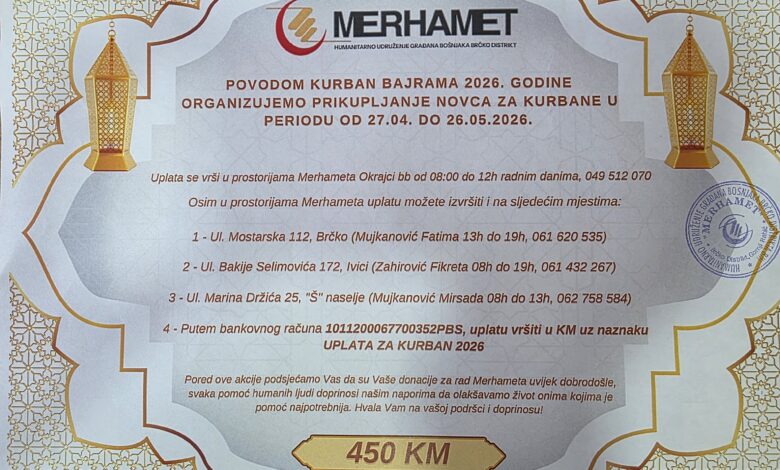 MERHAMET
HUMANITARNO UDRUŽENJE GRAĐANA BOŠNJAKA BRČKO DISTRIKT
POVODOM KURBAN BAJRAMA 2026. GODINE
ORGANIZUJEMO PRIKUPLJANJE NOVCA ZA KURBANE U
PERIODU OD 27.04. DO 26.05.2026.
Uplata se vrši u prostorijama Merhameta Okrajci bb od 08:00 do 12h radnim danima, 049 512 070
Osim u prostorijama Merhameta uplatu možete izvršiti i na sljedećim mjestima:
1 - Ul. Mostarska 112, Brčko (Mujkanović Fatima 13h do 19h, 061 620 535)
2 - Ul. Bakije Selimovića 172, Ivici (Zahirović Fikreta 08h do 19h, 061 432 267)
3 - Ul. Marina Držića 25, "Š" naselje (Mujkanović Mirsada 08h do 13h, 062 758 584)
4 - Putem bankovnog računa 1011200067700352PBS, uplatu vršiti u KM uz naznaku
UPLATA ZA KURBAN 2026
Pored ove akcije podsjećamo Vas da su Vaše donacije za rad Merhameta uvijek dobrodošle,
svaka pomoć humanih ljudi doprinosi našim naporima da olakšavamo život onima kojima je
pomoć najpotrebnija. Hvala Vam na vašoj podršci i doprinosu!
450 KM
HUMANITARNO UDRUŽENJE GRAĐANA BOŠNJAKA
MERHAMET